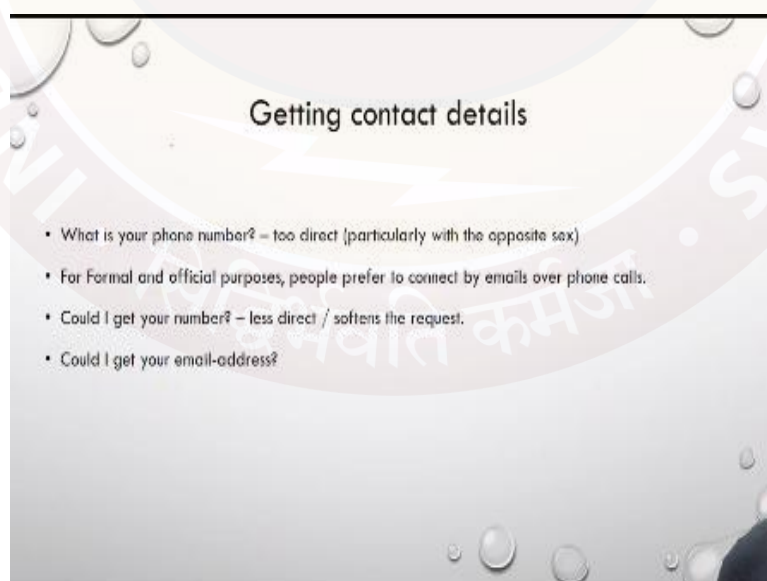 Getting contact details
• What is your phone number? – too direct (particularly with the opposite sex)
• For Formal and official purposes, people prefer to connect by emails over phone calls.
• Could I get your number? – less direct / softens the request.
• Could I get your email-address?